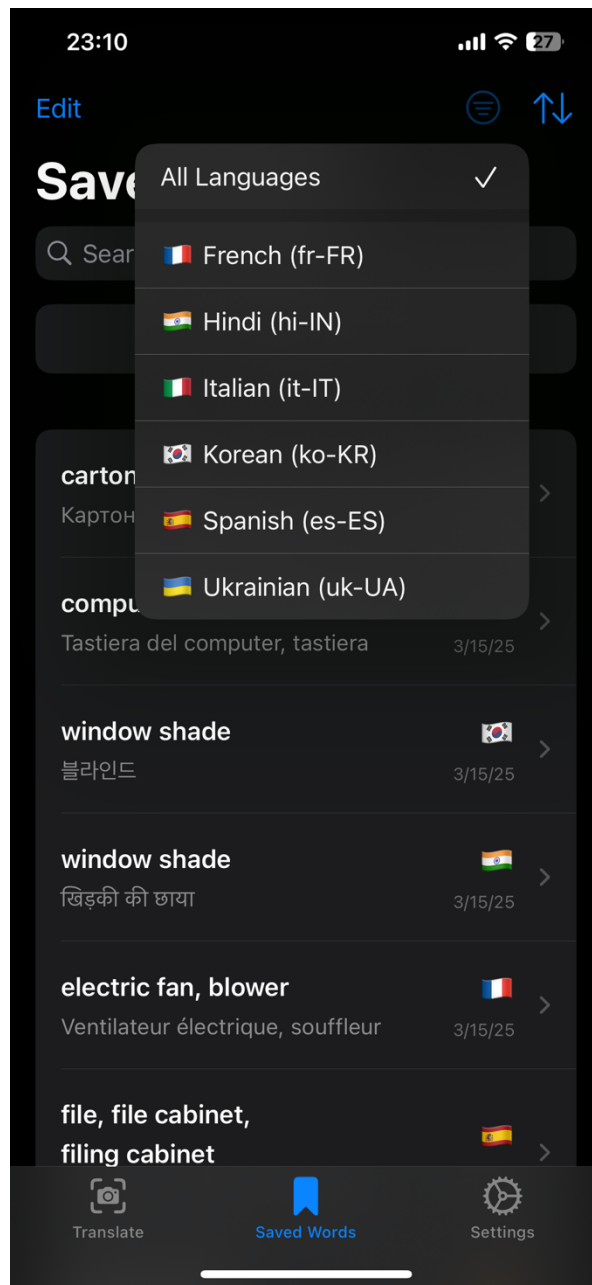 23:10
27
Edit
Save
All Languages
Sear
French (fr-FR)
Hindi (hi-IN)
Italian (it-IT)
Korean (ko-KR)
Spanish (es-ES)
Ukrainian (uk-UA)
carton
Картон
compu
Tastiera del computer, tastiera
3/15/25
window shade
블라인드
3/15/25
window shade
खिड़की की छाया
3/15/25
electric fan, blower
Ventilateur électrique, souffleur
3/15/25
file, file cabinet,
filing cabinet
Translate
Saved Words
Settings